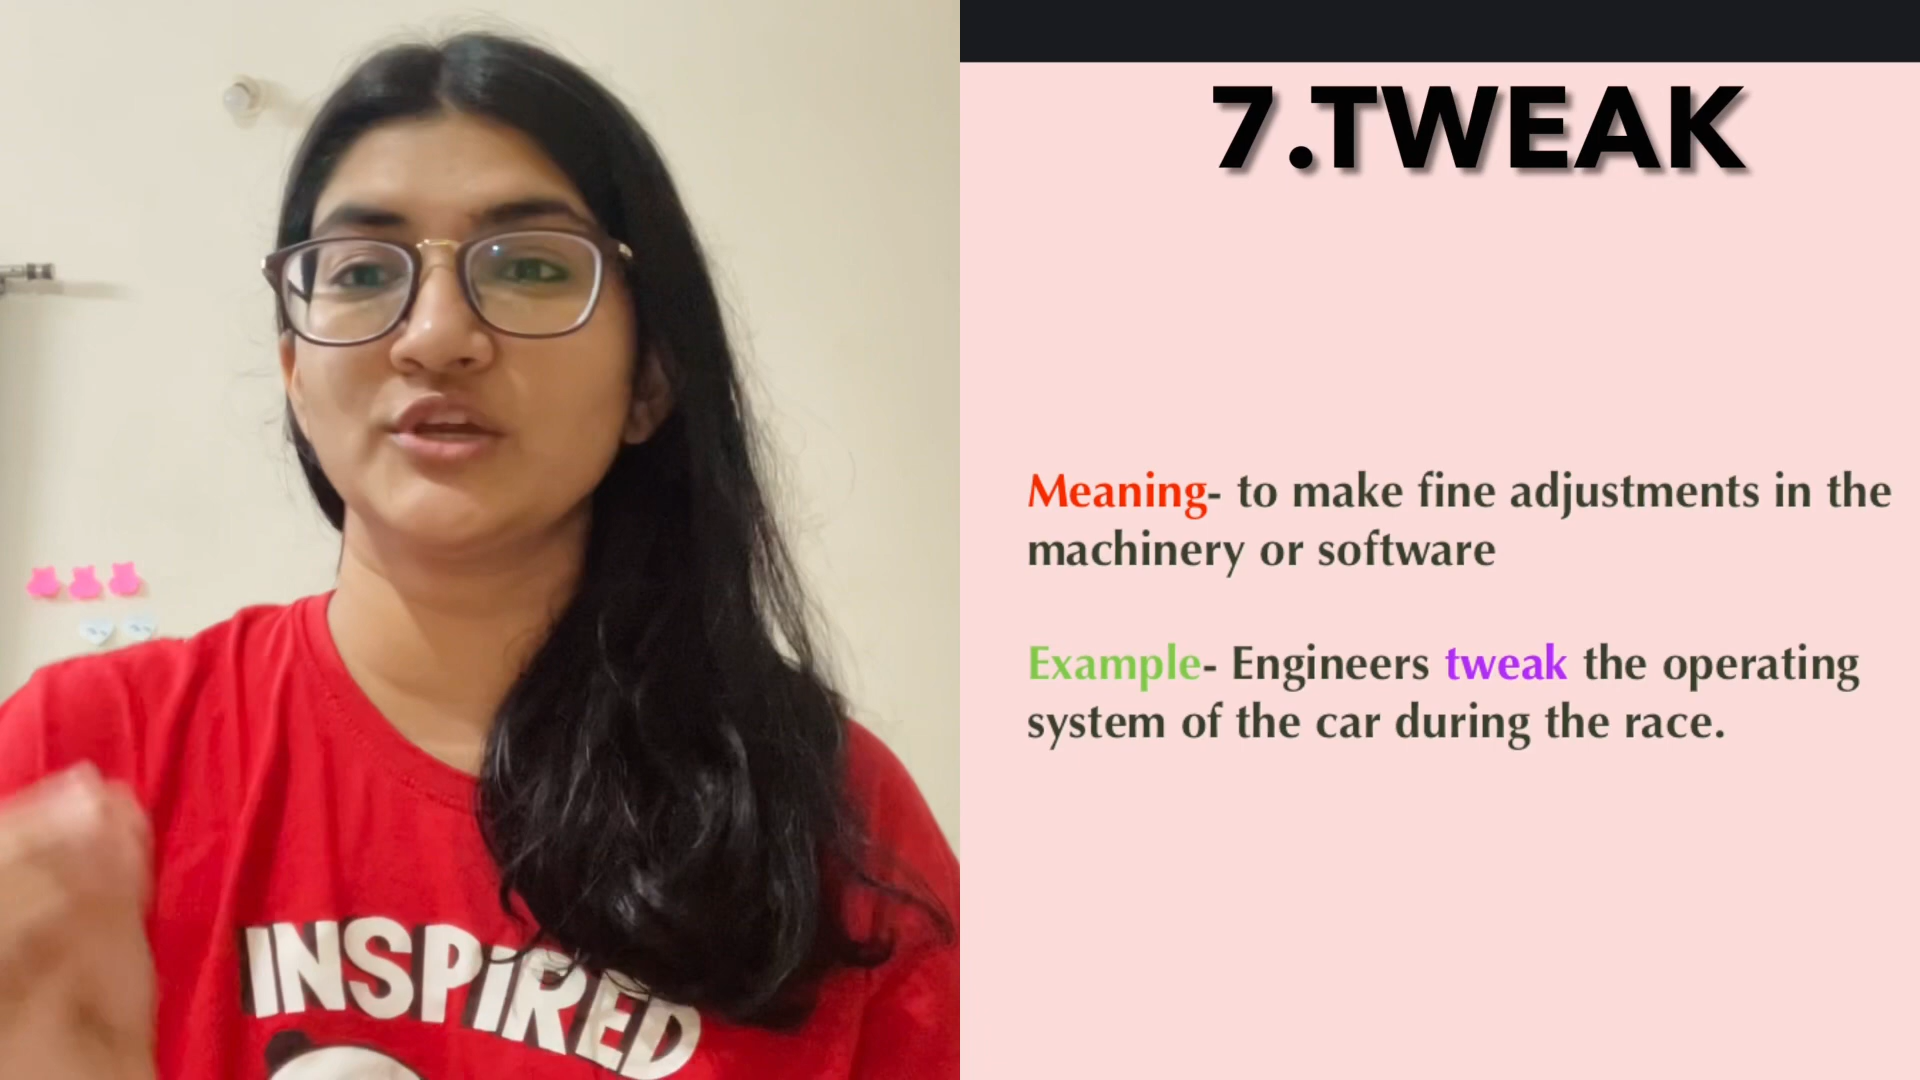 7.TWEAK
Meaning- to make fine adjustments in the
machinery or software
Example- Engineers tweak the operating
system of the car during the race.
INSPiRED